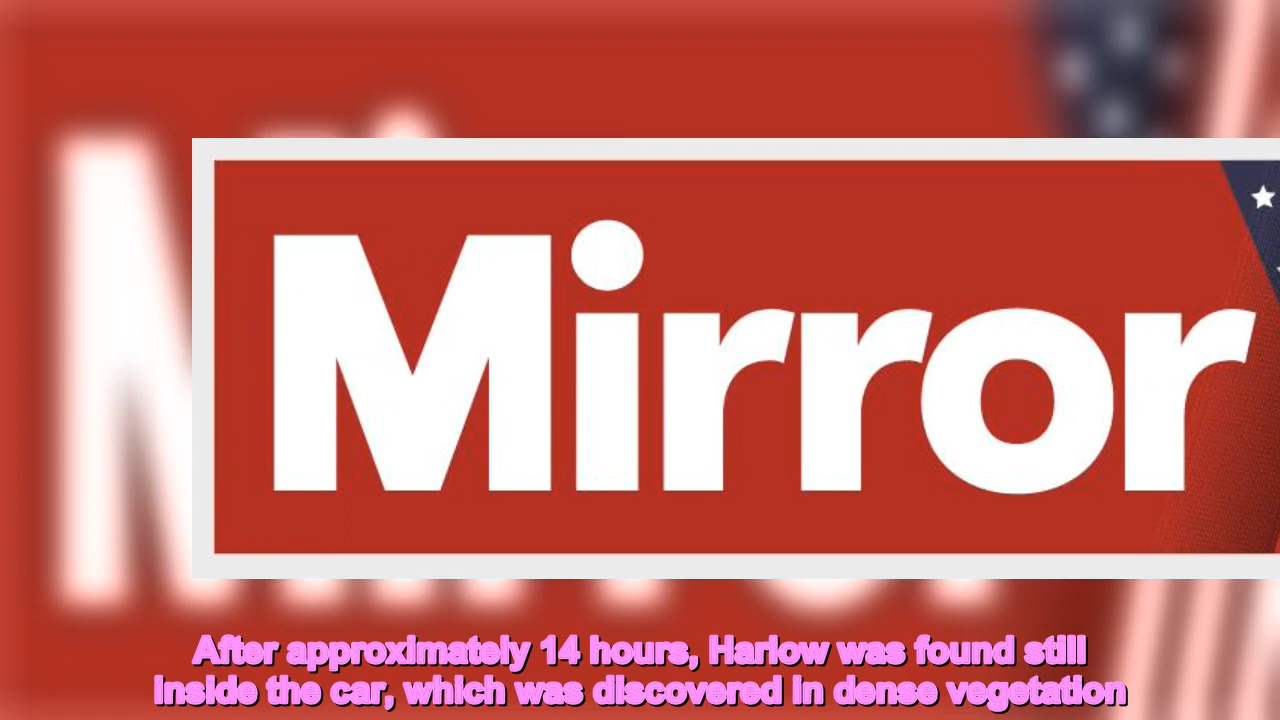 Mirror
After approximately 14 hours, Harlow was found still
inside the car, which was discovered in dense vegetation